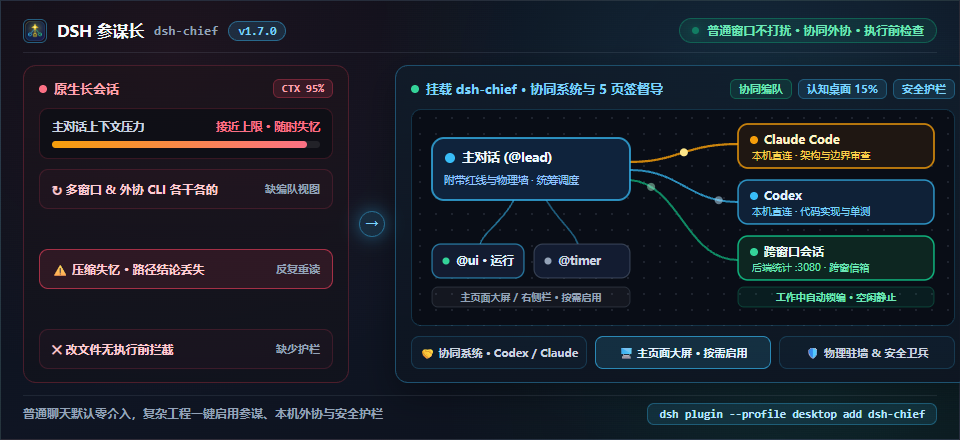 DSH 参谋长 dsh-chief v1.7.0
普通窗口不打扰·协同外协·执行前检查
原生长会话 CTX 95%
主对话上下文压力 接近上限·随时失忆
↻ 多窗口 & 外协 CLI 各干各的 缺编队视图
压缩失忆·路径结论丢失 反复重读
✕ 改文件无执行前拦截 缺少护栏
→
挂载 dsh-chief·协同系统与 5 页签督导 协同编队 认知桌面 15% 安全护栏
主对话 (@lead)
附带红线与物理墙·统筹调度
@ui·运行 @timer
主页面大屏 / 右侧栏·按需启用
Claude Code
本机直连·架构与边界审查
Codex
本机直连·代码实现与单测
跨窗口会话
后端统计 :3080·跨窗信箱
工作中自动锁编·空闲静止
协同系统·Codex / Claude 主页面大屏·按需启用 物理驻墙 & 安全卫兵
普通聊天默认零介入，复杂工程一键启用参谋、本机外协与安全护栏
dsh plugin --profile desktop add dsh-chief